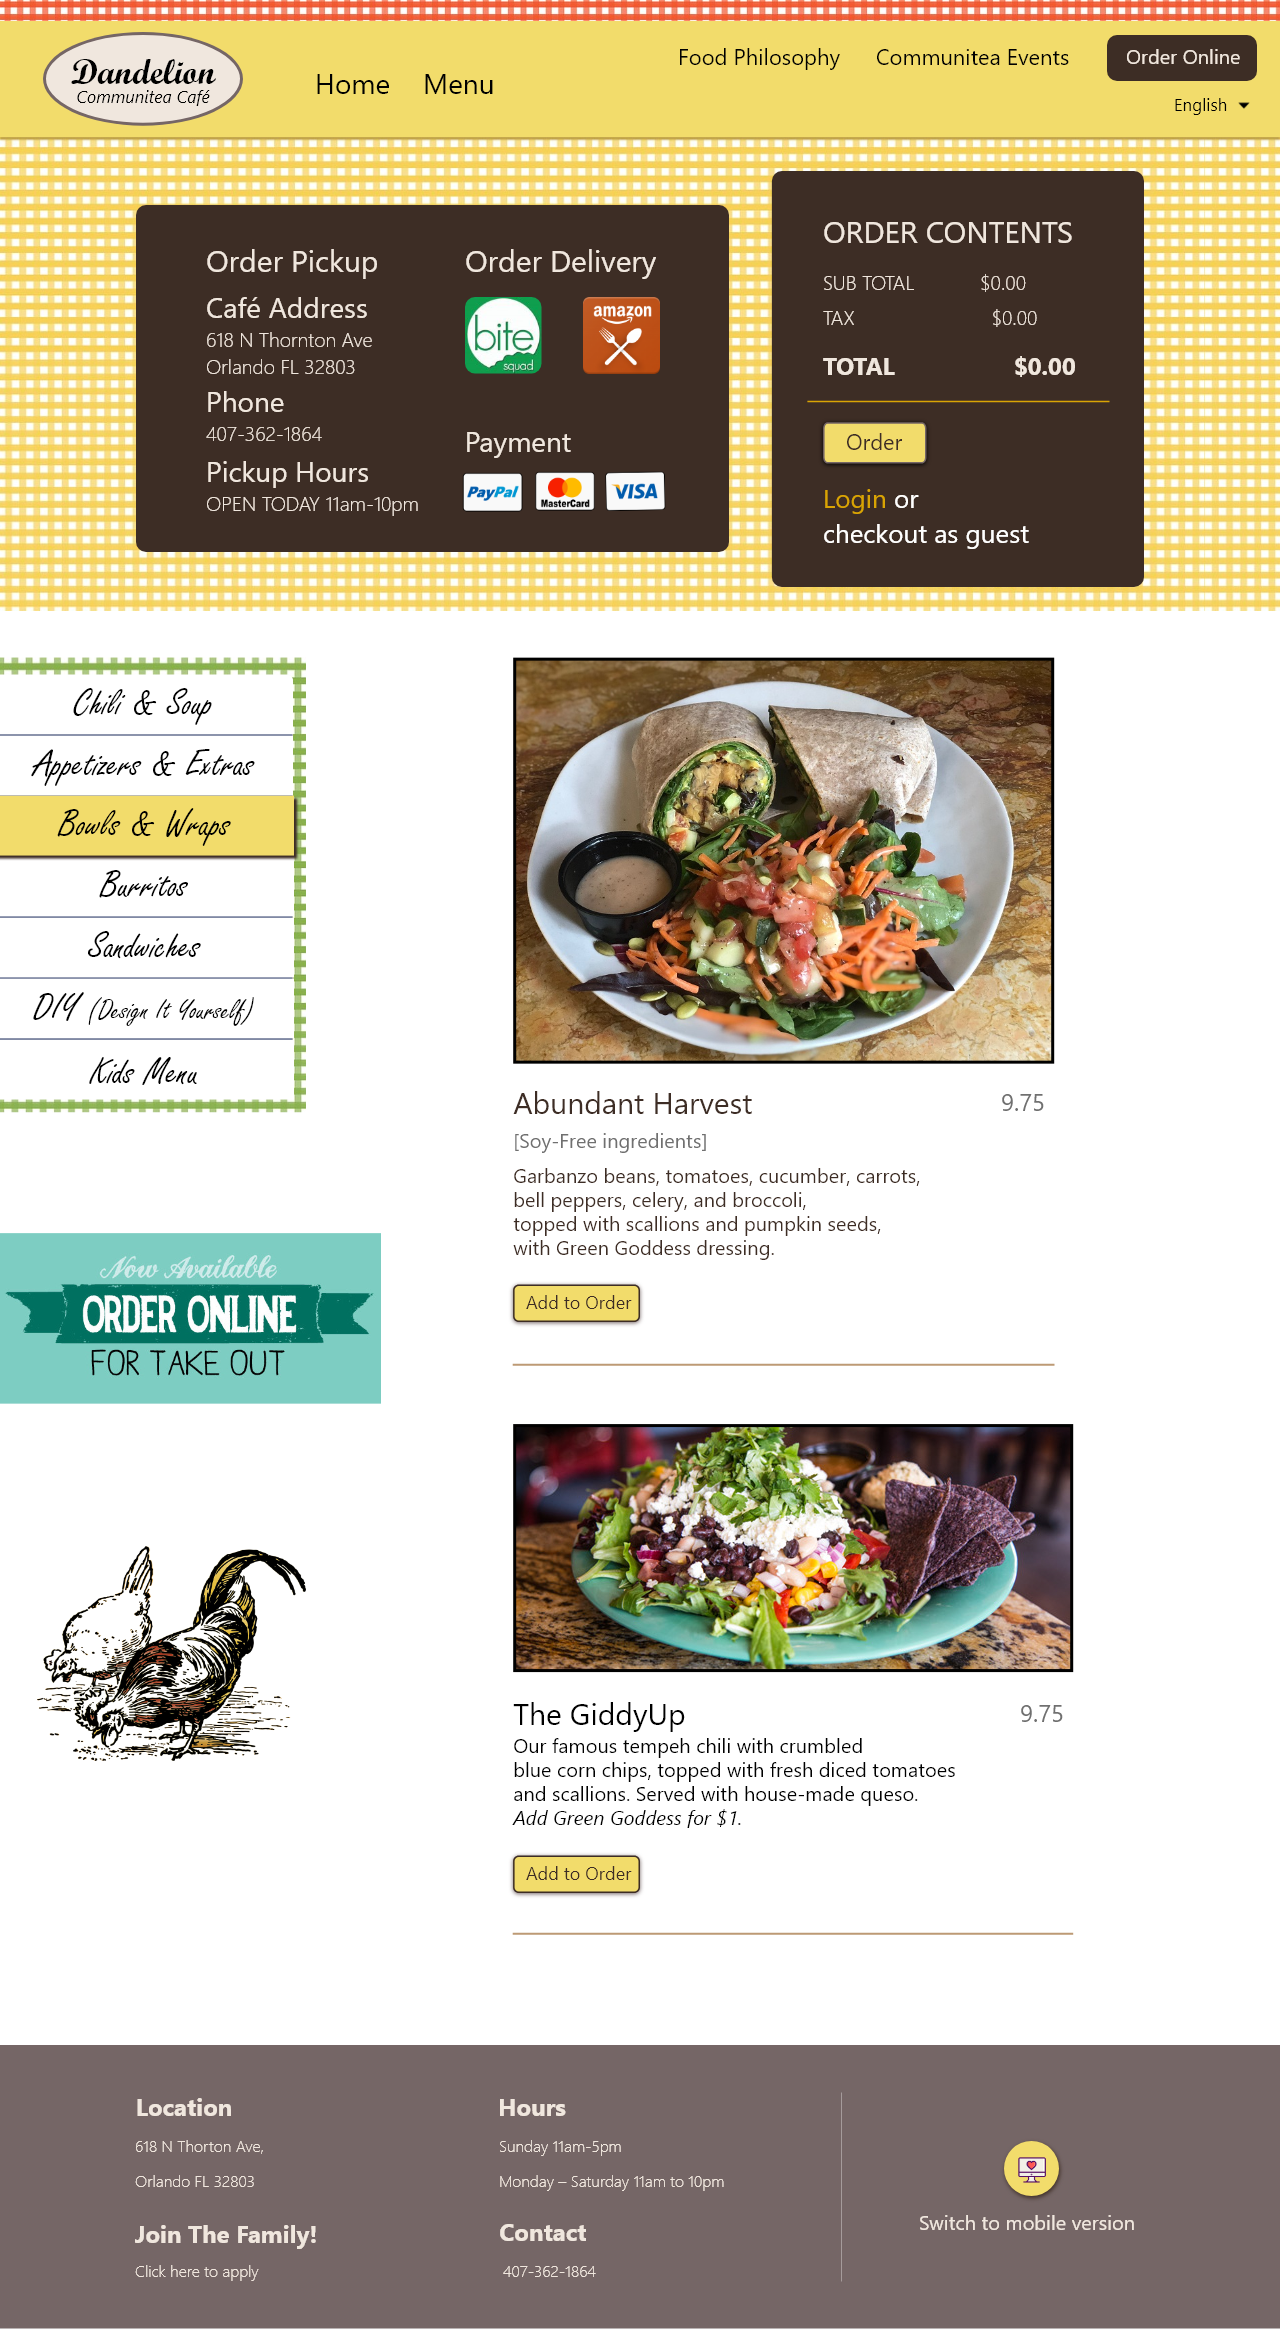 Dandelion
Communitea Café
Home
Menu
Food Philosophy
Communitea Events
Order Online
English
Order Pickup
Café Address
618 N Thornton Ave
Orlando FL 32803
Phone
407-362-1864
Pickup Hours
OPEN TODAY 11am-10pm
Order Delivery
bite
squad
amazon
Payment
PayPal
MasterCard
VISA
ORDER CONTENTS
SUB TOTAL $0.00
TAX $0.00
TOTAL $0.00
Order
Login or
checkout as guest
Chili & Soup
Appetizers & Extras
Bowls & Wraps
Burritos
Sandwiches
DIY (Design It Yourself)
Kids Menu
Now Available
ORDER ONLINE
FOR TAKE OUT
Abundant Harvest 9.75
[Soy-Free ingredients]
Garbanzo beans, tomatoes, cucumber, carrots,
bell peppers, celery, and broccoli,
topped with scallions and pumpkin seeds,
with Green Goddess dressing.
Add to Order
The GiddyUp 9.75
Our famous tempeh chili with crumbled
blue corn chips, topped with fresh diced tomatoes
and scallions. Served with house-made queso.
Add Green Goddess for $1.
Add to Order
Location
618 N Thorton Ave,
Orlando FL 32803
Join The Family!
Click here to apply
Hours
Sunday 11am-5pm
Monday – Saturday 11am to 10pm
Contact
407-362-1864
Switch to mobile version